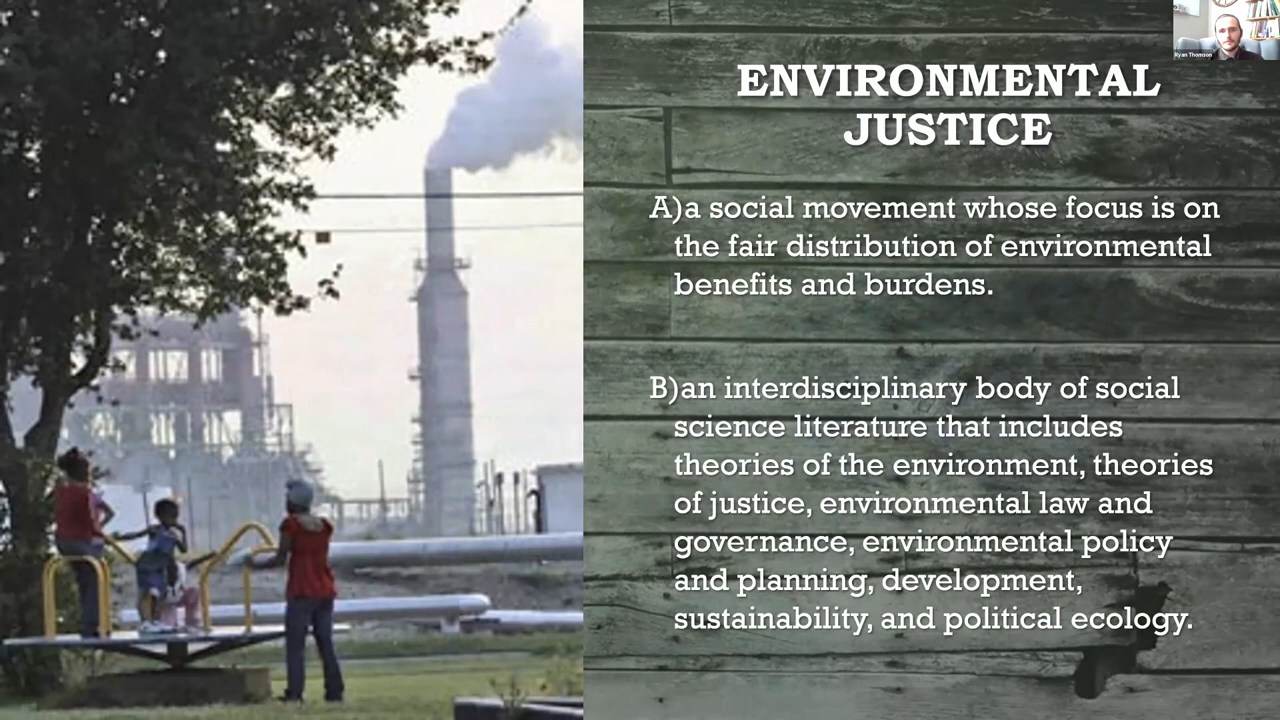 Ryan Thomson
ENVIRONMENTAL
JUSTICE
A)a social movement whose focus is on
the fair distribution of environmental
benefits and burdens.
B)an interdisciplinary body of social
science literature that includes
theories of the environment, theories
of justice, environmental law and
governance, environmental policy
and planning, development,
sustainability, and political ecology.